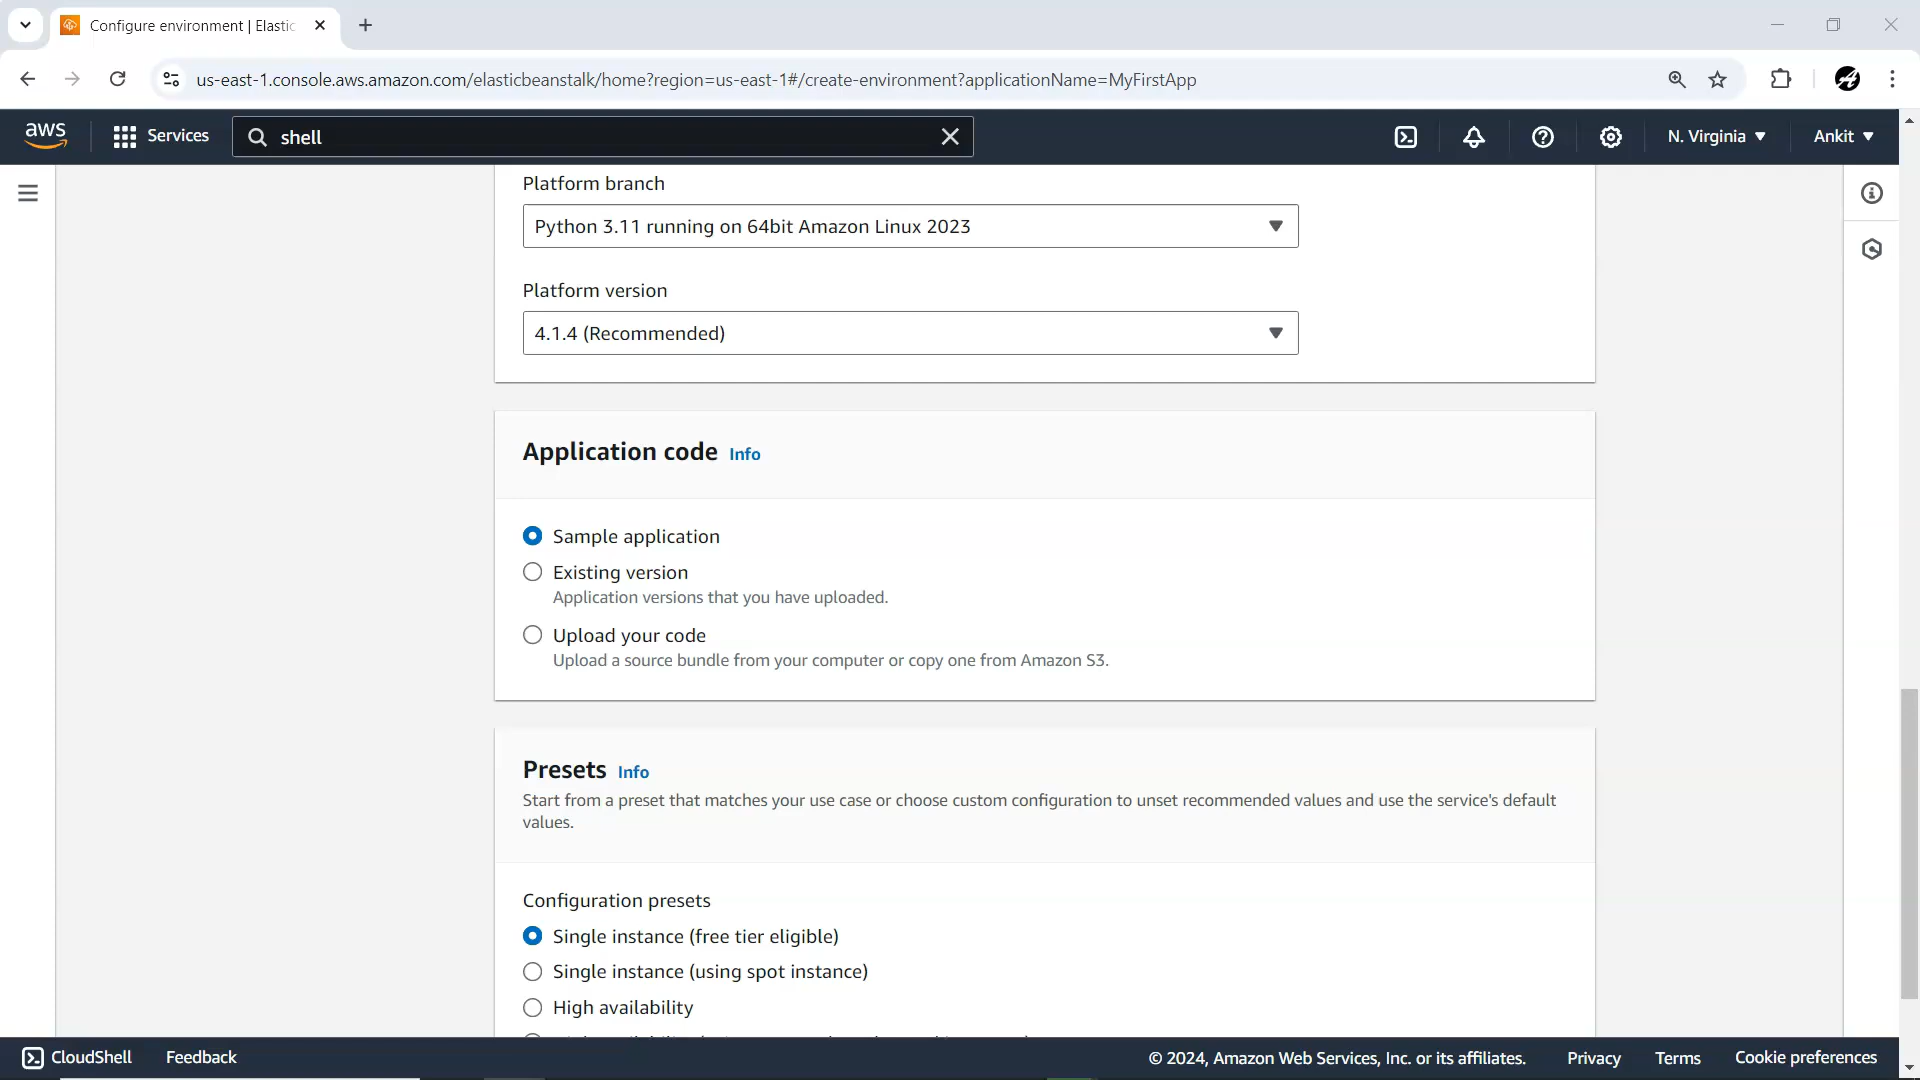 Configure environment | Elastic
us-east-1.console.aws.amazon.com/elasticbeanstalk/home?region=us-east-1#/create-environment?applicationName=MyFirstApp
aws
Services
shell
N. Virginia
Ankit
Platform branch
Python 3.11 running on 64bit Amazon Linux 2023
Platform version
4.1.4 (Recommended)
Application code Info
Sample application
Existing version
Application versions that you have uploaded.
Upload your code
Upload a source bundle from your computer or copy one from Amazon S3.
Presets Info
Start from a preset that matches your use case or choose custom configuration to unset recommended values and use the service's default
values.
Configuration presets
Single instance (free tier eligible)
Single instance (using spot instance)
High availability
CloudShell
Feedback
© 2024, Amazon Web Services, Inc. or its affiliates.
Privacy
Terms
Cookie preferences